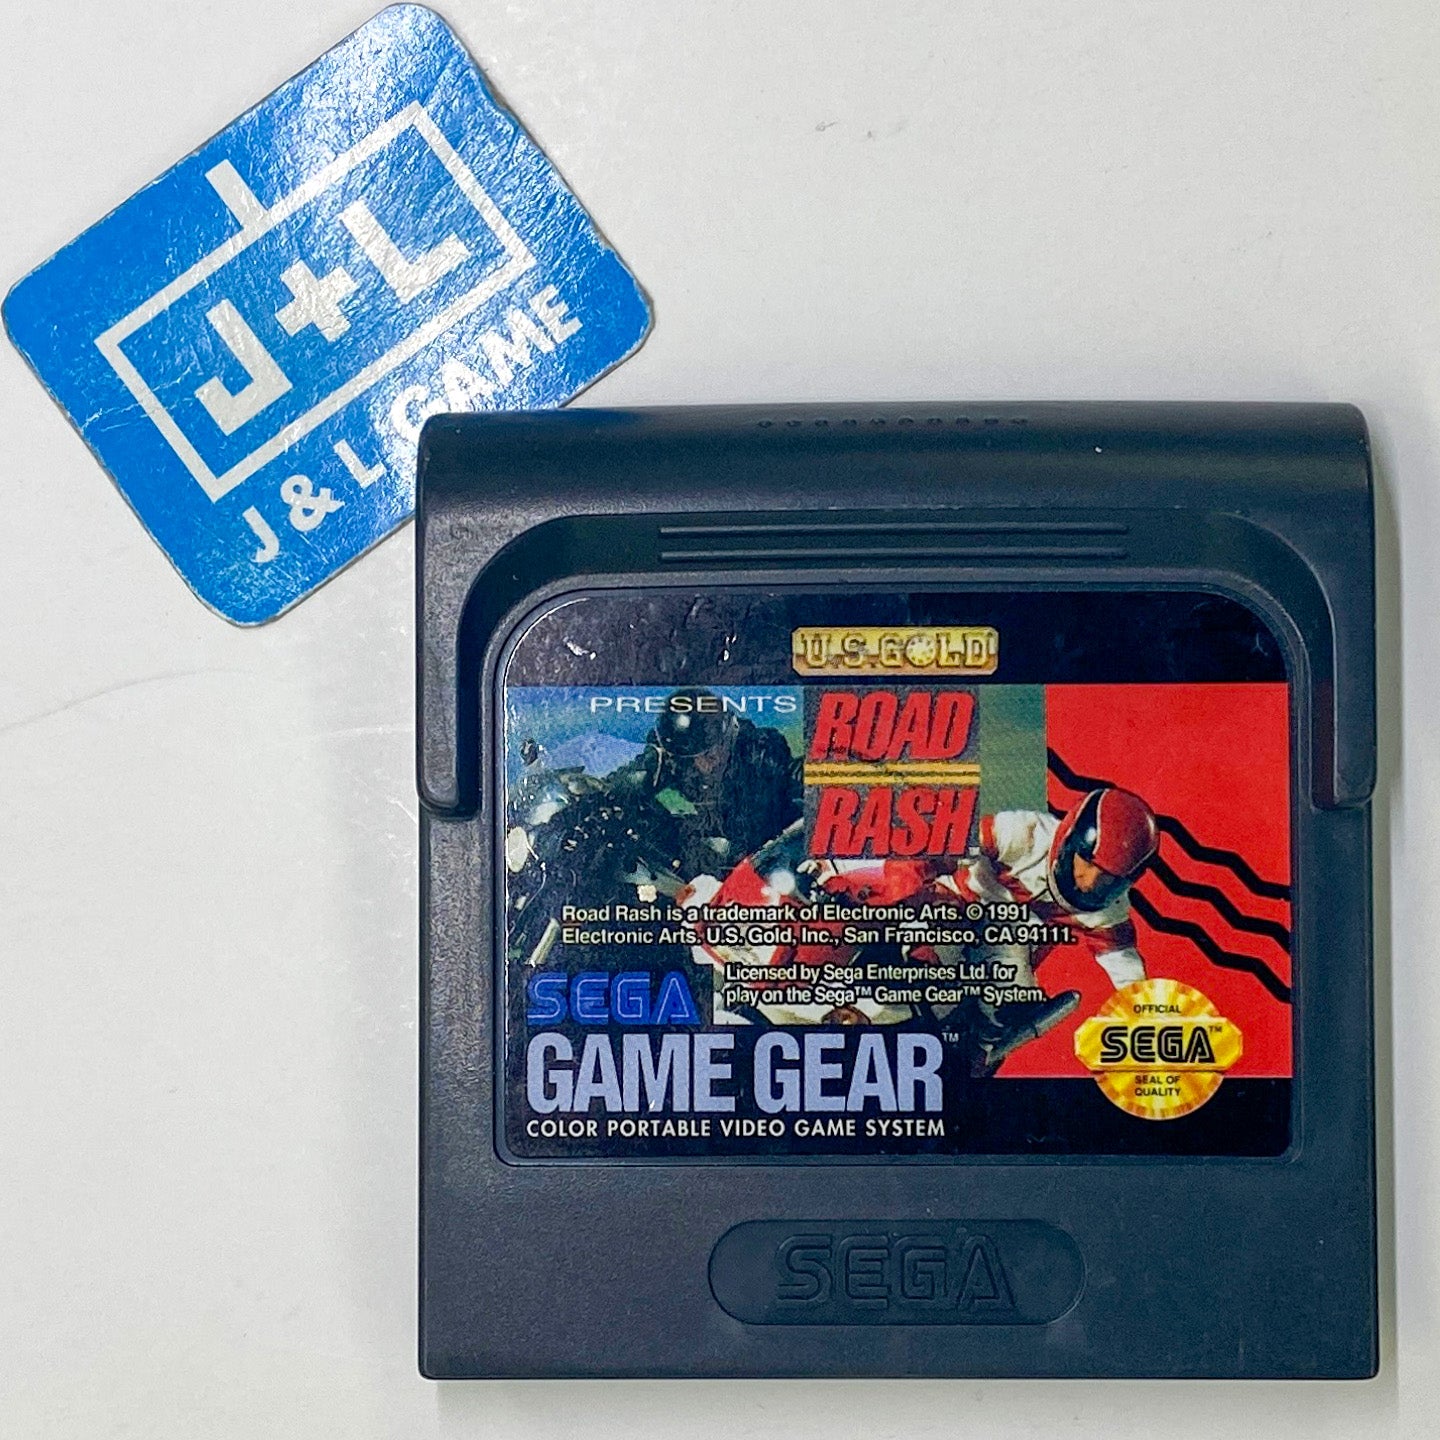 J+L
J & L GAME
U.S. GOLD
PRESENTS
ROAD
RASH
Road Rash is a trademark of Electronic Arts. © 1991
Electronic Arts. U.S. Gold, Inc., San Francisco, CA 94111.
Licensed by Sega Enterprises Ltd. for
play on the Sega™ Game Gear™ System.
SEGA
GAME GEAR™
COLOR PORTABLE VIDEO GAME SYSTEM
OFFICIAL
SEGA™
SEAL OF
QUALITY
SEGA